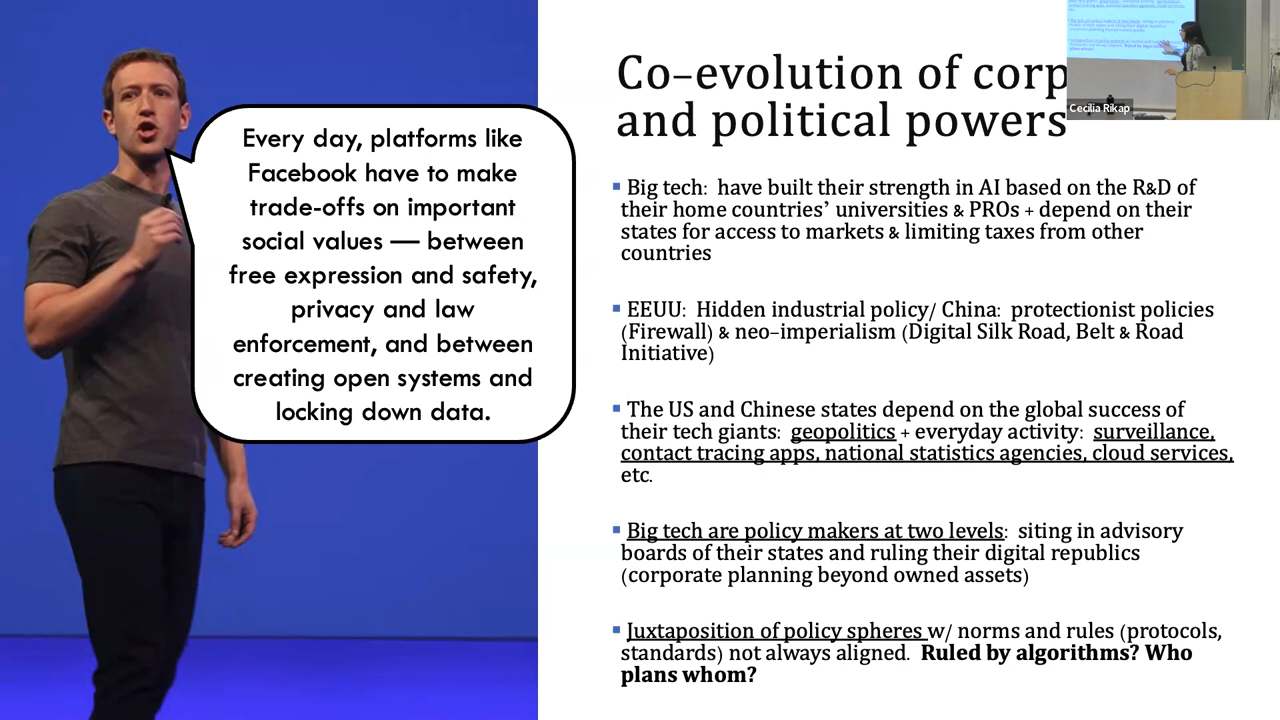 Every day, platforms like
Facebook have to make
trade-offs on important
social values — between
free expression and safety,
privacy and law
enforcement, and between
creating open systems and
locking down data.
Co-evolution of corp
and political powers
Cecilia Rikap
▪ Big tech: have built their strength in AI based on the R&D of
their home countries’ universities & PROs + depend on their
states for access to markets & limiting taxes from other
countries
▪ EEUU: Hidden industrial policy/ China: protectionist policies
(Firewall) & neo-imperialism (Digital Silk Road, Belt & Road
Initiative)
▪ The US and Chinese states depend on the global success of
their tech giants: geopolitics + everyday activity: surveillance,
contact tracing apps, national statistics agencies, cloud services,
etc.
▪ Big tech are policy makers at two levels: siting in advisory
boards of their states and ruling their digital republics
(corporate planning beyond owned assets)
▪ Juxtaposition of policy spheres w/ norms and rules (protocols,
standards) not always aligned. Ruled by algorithms? Who
plans whom?